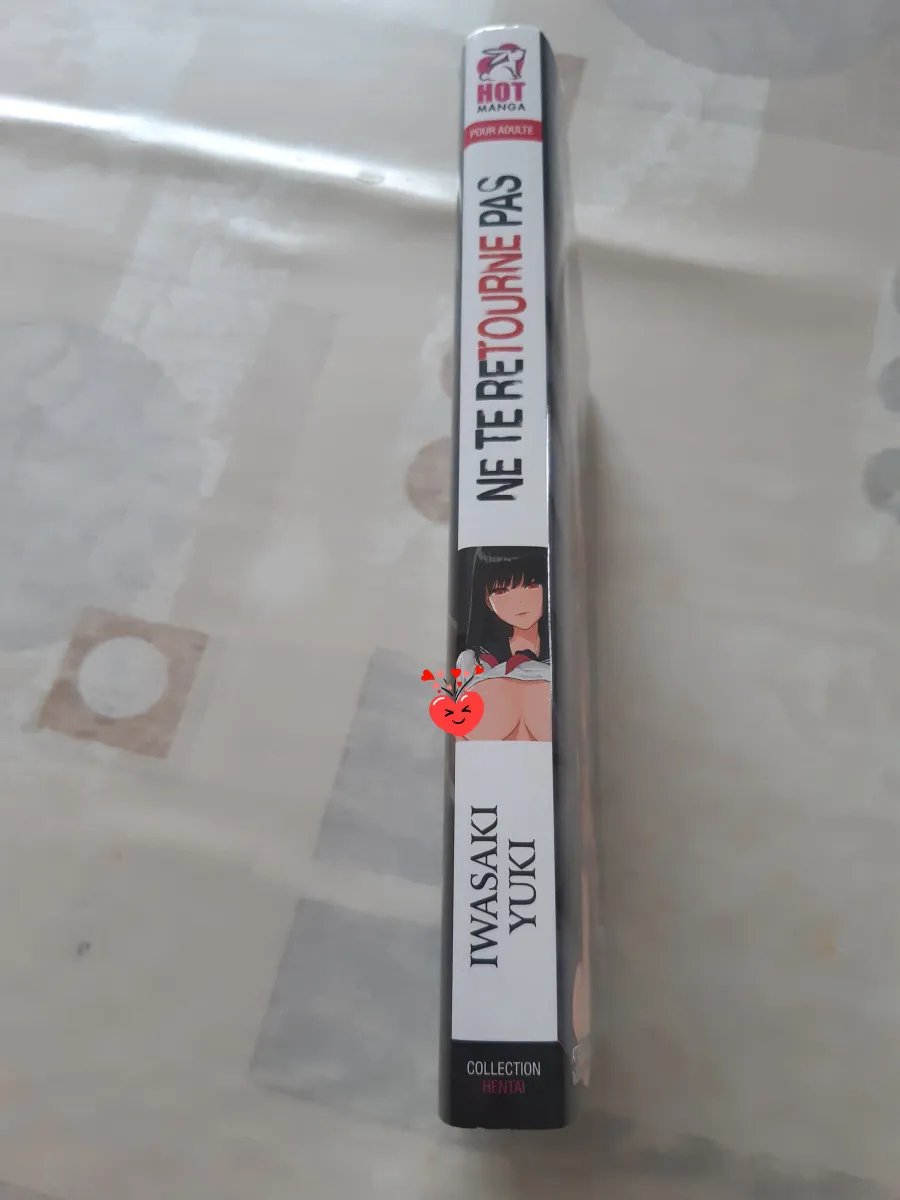 HOT
MANGA
POUR ADULTE
NE TE RETOURNE PAS
IWASAKI
YUKI
COLLECTION
HENTAI